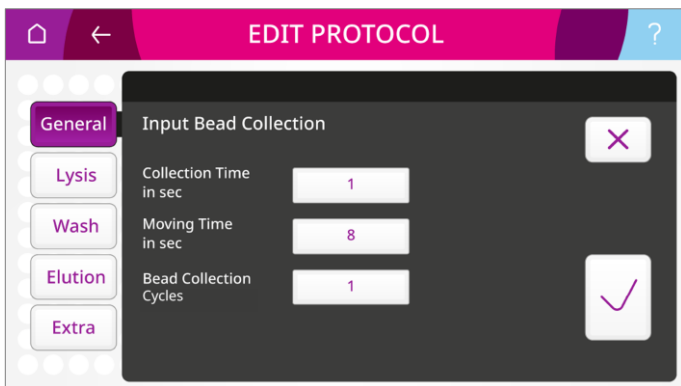 EDIT PROTOCOL
?
General
Lysis
Wash
Elution
Extra
Input Bead Collection
Collection Time
in sec
1
Moving Time
in sec
8
Bead Collection
Cycles
1